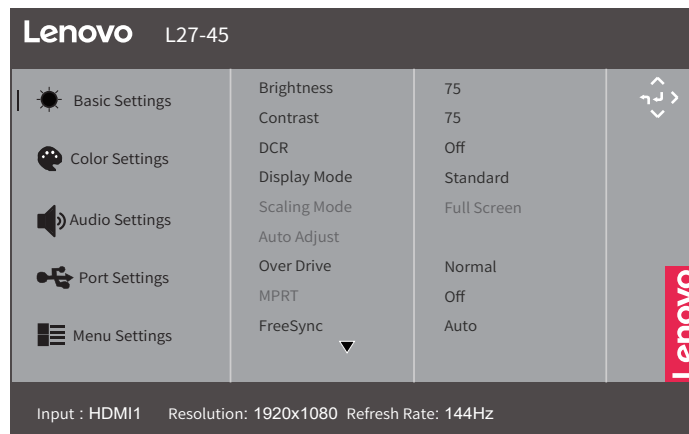 Lenovo L27-45
Basic Settings
Color Settings
Audio Settings
Port Settings
Menu Settings
Brightness 75
Contrast 75
DCR Off
Display Mode Standard
Scaling Mode Full Screen
Auto Adjust
Over Drive Normal
MPRT Off
FreeSync Auto
Lenovo
Input : HDMI1 Resolution: 1920x1080 Refresh Rate: 144Hz